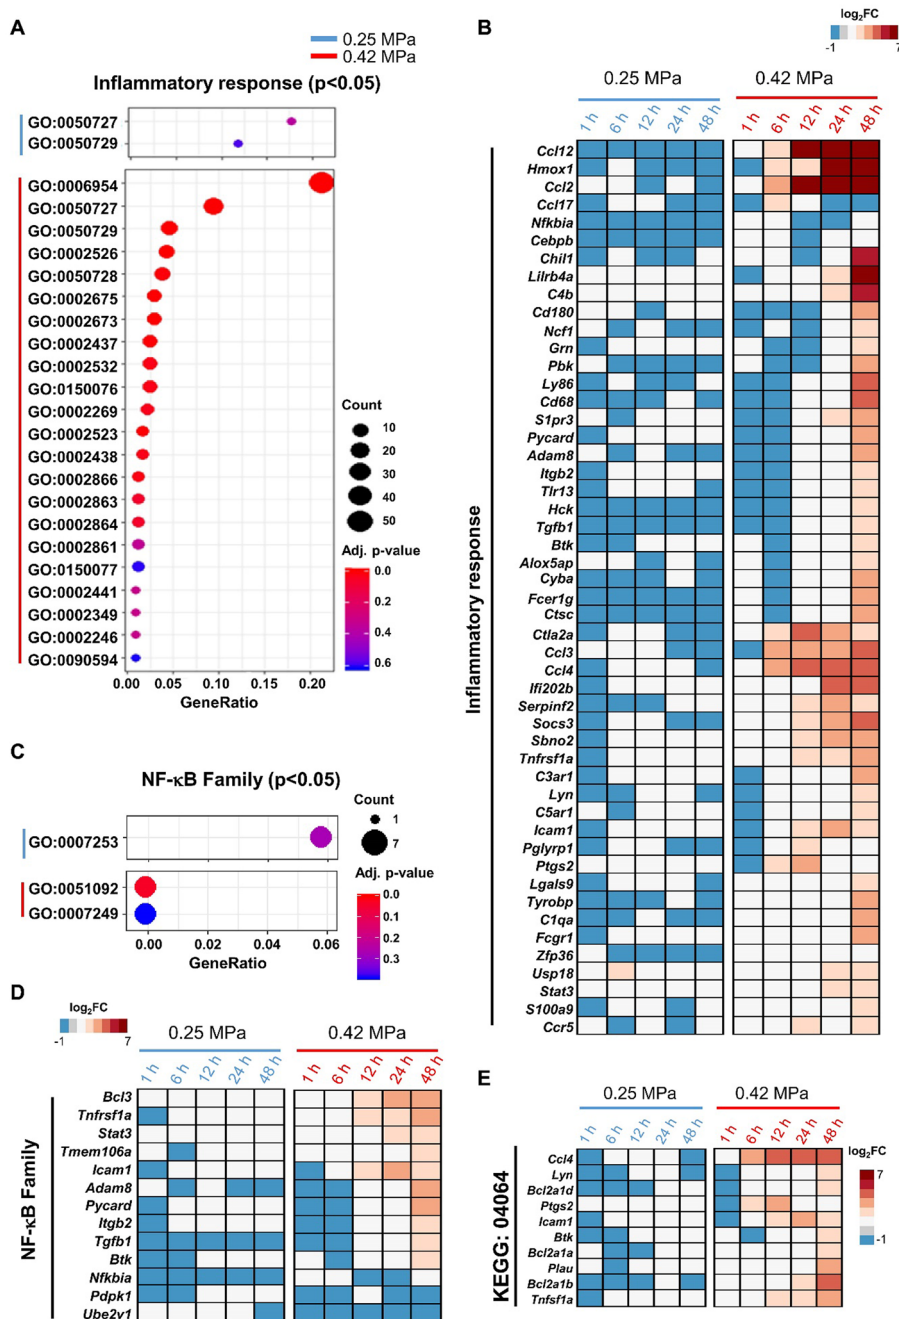 A
0.25 MPa
0.42 MPa
Inflammatory response (p<0.05)
GO:0050727
GO:0050729
GO:0006954
GO:0050727
GO:0050729
GO:0002526
GO:0050728
GO:0002675
GO:0002673
GO:0002437
GO:0002532
GO:0150076
GO:0002269
GO:0002523
GO:0002438
GO:0002866
GO:0002863
GO:0002864
GO:0002861
GO:0150077
GO:0002441
GO:0002349
GO:0002246
GO:0090594
0.00 0.05 0.10 0.15 0.20
GeneRatio
Count
10
20
30
40
50
Adj. p-value
0.0
0.2
0.4
0.6
B
log2FC
-1 7
0.25 MPa 0.42 MPa
1 h 6 h 12 h 24 h 48 h 1 h 6 h 12 h 24 h 48 h
Inflammatory response
Ccl12
Hmox1
Ccl2
Ccl17
Nfkbia
Cebpb
Chil1
Lilrb4a
C4b
Cd180
Ncf1
Grn
Pbk
Ly86
Cd68
S1pr3
Pycard
Adam8
Itgb2
Tlr13
Hck
Tgfb1
Btk
Alox5ap
Cyba
Fcer1g
Ctsc
Ctla2a
Ccl3
Ccl4
Ifi202b
Serpinf2
Socs3
Sbno2
Tnfrsf1a
C3ar1
Lyn
C5ar1
Icam1
Pglyrp1
Ptgs2
Lgals9
Tyrobp
C1qa
Fcgr1
Zfp36
Usp18
Stat3
S100a9
Ccr5
C
NF-κB Family (p<0.05)
GO:0007253
GO:0051092
GO:0007249
0.00 0.02 0.04 0.06
GeneRatio
Count
1
7
Adj. p-value
0.0
0.1
0.2
0.3
D
log2FC
-1 7
0.25 MPa 0.42 MPa
1 h 6 h 12 h 24 h 48 h 1 h 6 h 12 h 24 h 48 h
NF-κB Family
Bcl3
Tnfrsf1a
Stat3
Tmem106a
Icam1
Adam8
Pycard
Itgb2
Tgfb1
Btk
Nfkbia
Pdpk1
Ube2v1
E
0.25 MPa 0.42 MPa
1 h 6 h 12 h 24 h 48 h 1 h 6 h 12 h 24 h 48 h
KEGG: 04064
Ccl4
Lyn
Bcl2a1d
Ptgs2
Icam1
Btk
Bcl2a1a
Plau
Bcl2a1b
Tnfsf1a
log2FC
7
-1